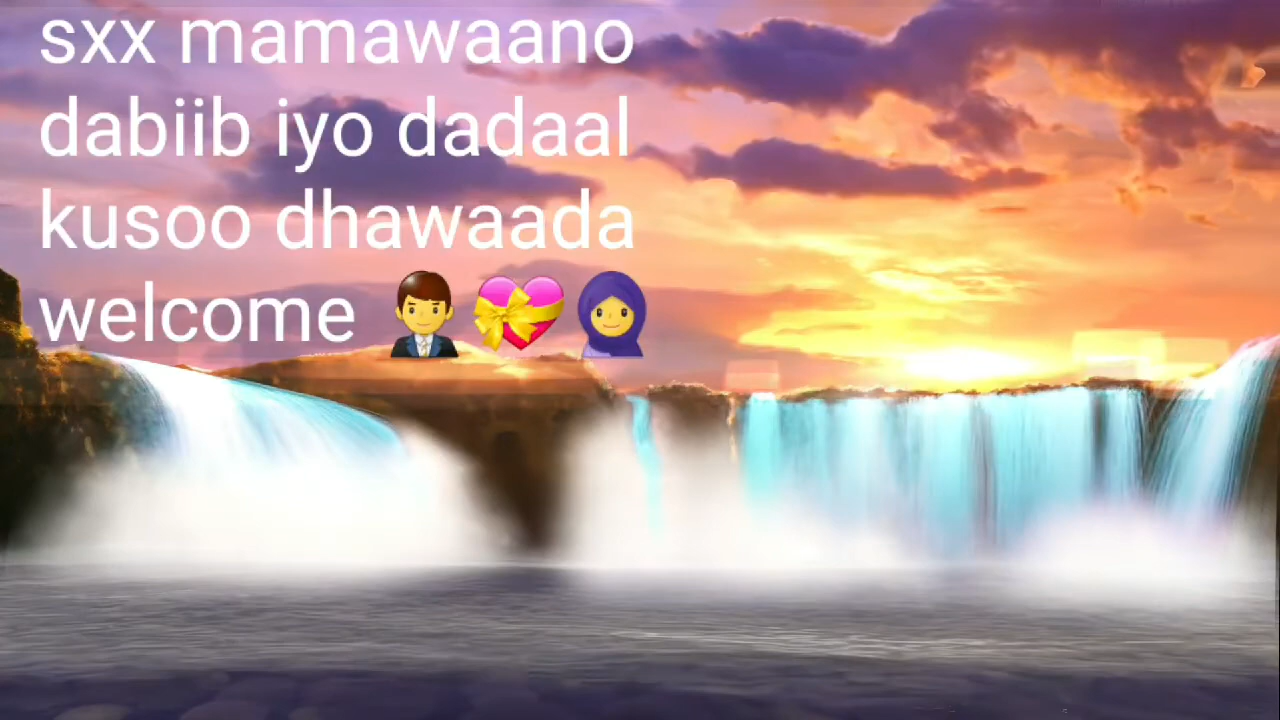 sxx mamawaano
dabiib iyo dadaal
kusoo dhawaada
welcome 👨‍💼 💝 🧕